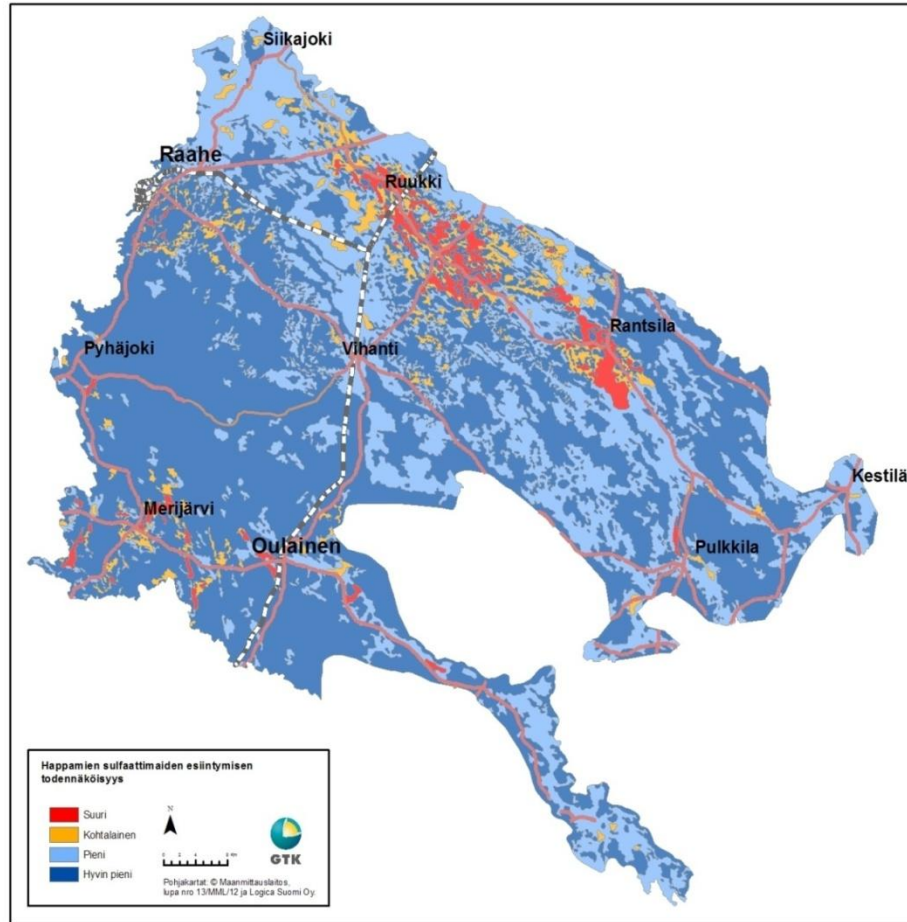 Siikajoki
Raahe
Ruukki
Rantsila
Pyhäjoki
Vihanti
Kestilä
Merijärvi
Oulainen
Pulkkila
Happamien sulfaattimaiden esiintymisen
todennäköisyys
Suuri
Kohtalainen
Pieni
Hyvin pieni
N
GTK
Pohjakartat: © Maanmittauslaitos,
lupa nro 13/MML/12 ja Logica Suomi Oy.